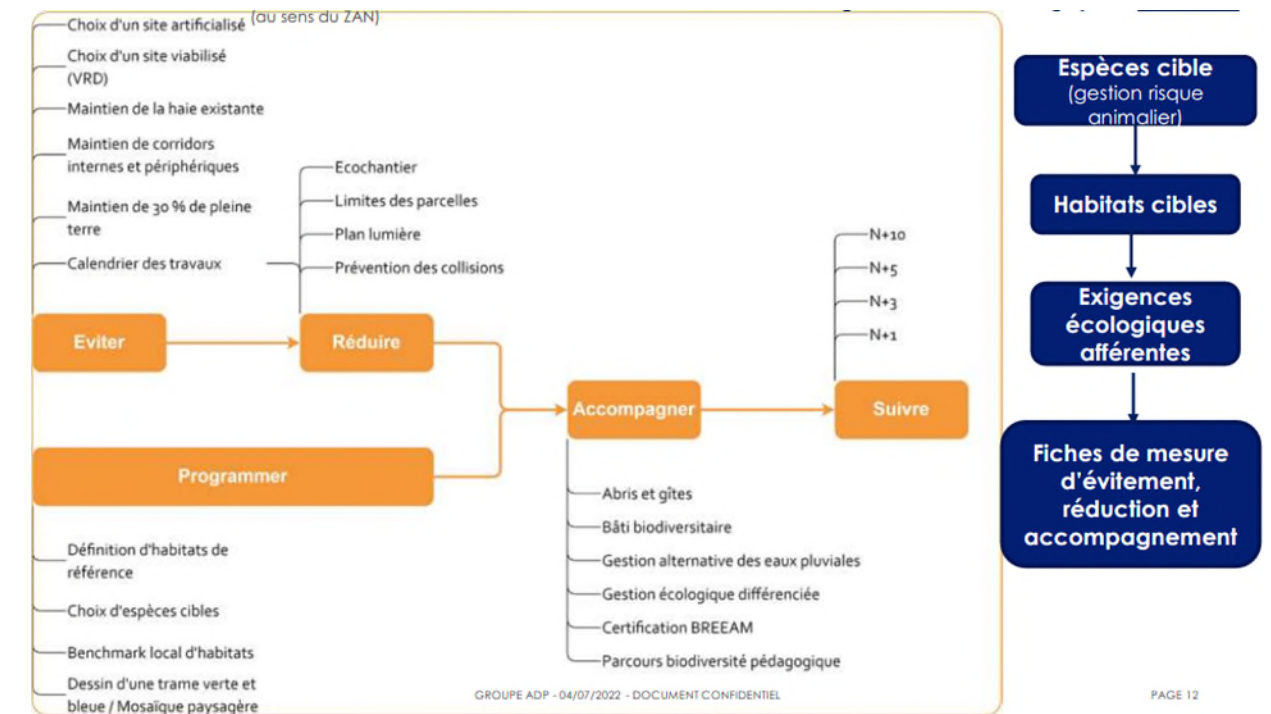 (au sens du ZAN)
Choix d'un site artificialisé
Choix d'un site viabilisé
(VRD)
Maintien de la haie existante
Maintien de corridors
internes et périphériques
Maintien de 30 % de pleine
terre
Calendrier des travaux
Ecochantier
Limites des parcelles
Plan lumière
Prévention des collisions
N+10
N+5
N+3
N+1
Eviter
Réduire
Accompagner
Suivre
Programmer
Abris et gîtes
Bâti biodiversitaire
Gestion alternative des eaux pluviales
Gestion écologique différenciée
Certification BREEAM
Parcours biodiversité pédagogique
Définition d'habitats de
référence
Choix d'espèces cibles
Benchmark local d'habitats
Dessin d'une trame verte et
bleue / Mosaïque paysagère
Espèces cible
(gestion risque
animalier)
Habitats cibles
Exigences
écologiques
afférentes
Fiches de mesure
d'évitement,
réduction et
accompagnement
GROUPE ADP - 04/07/2022 - DOCUMENT CONFIDENTIEL
PAGE 12